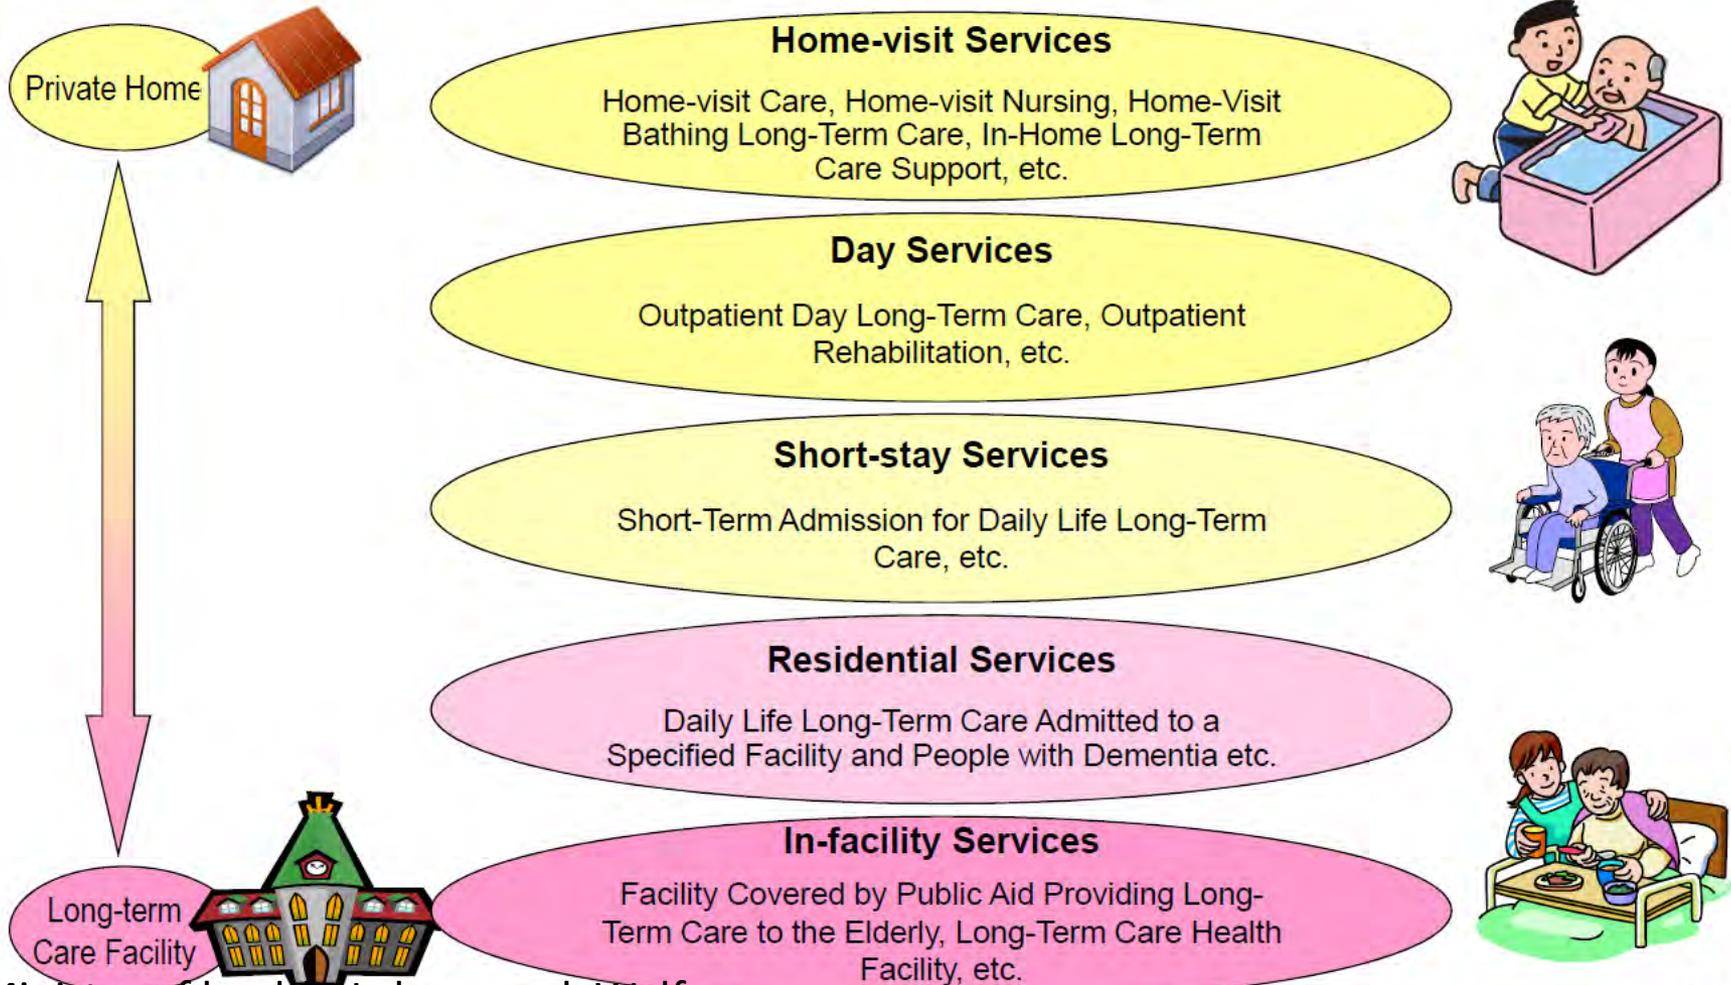 Private Home
Home-visit Services
Home-visit Care, Home-visit Nursing, Home-Visit
Bathing Long-Term Care, In-Home Long-Term
Care Support, etc.
Day Services
Outpatient Day Long-Term Care, Outpatient
Rehabilitation, etc.
Short-stay Services
Short-Term Admission for Daily Life Long-Term
Care, etc.
Residential Services
Daily Life Long-Term Care Admitted to a
Specified Facility and People with Dementia etc.
Long-term
Care Facility
In-facility Services
Facility Covered by Public Aid Providing Long-
Term Care to the Elderly, Long-Term Care Health
Facility, etc.